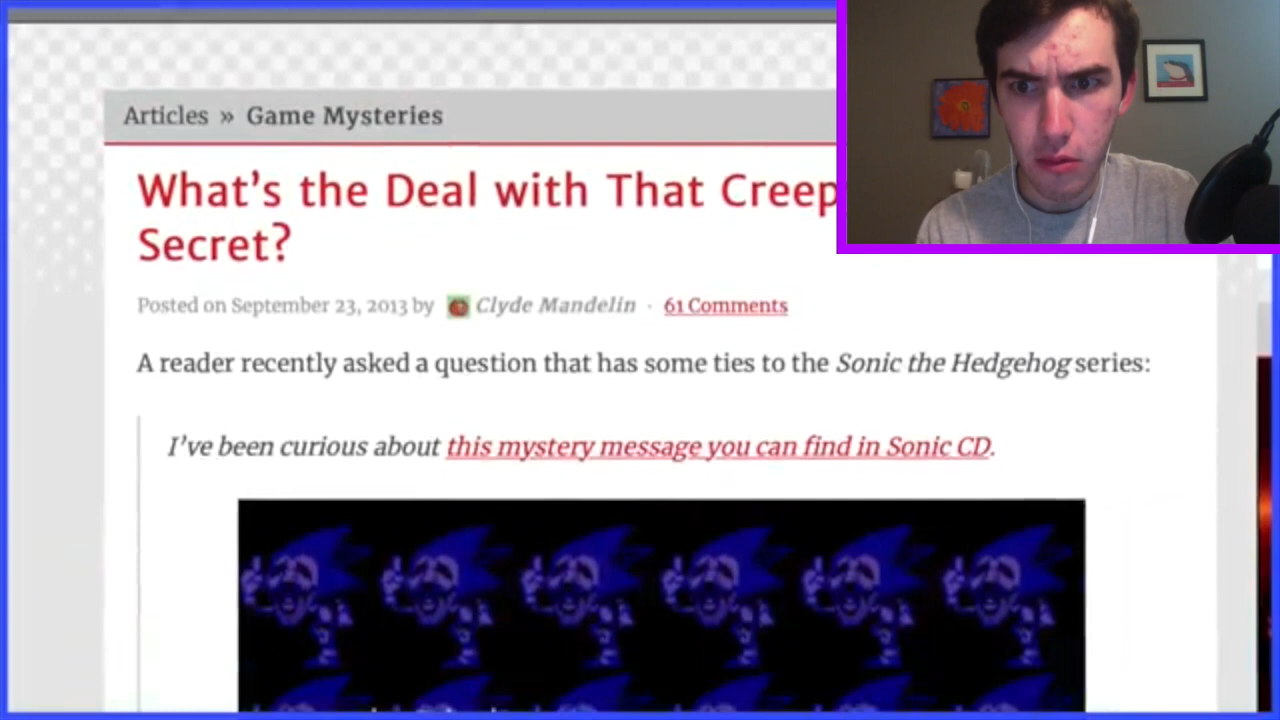 Articles » Game Mysteries
What's the Deal with That Creep
Secret?
Posted on September 23, 2013 by Clyde Mandelin · 61 Comments
A reader recently asked a question that has some ties to the Sonic the Hedgehog series:
I've been curious about this mystery message you can find in Sonic CD.